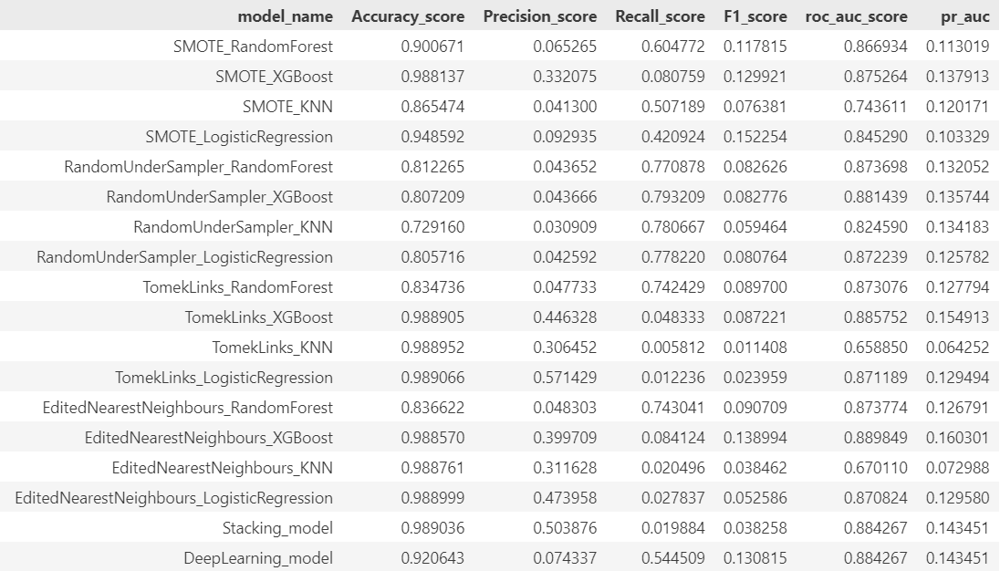 model_name Accuracy_score Precision_score Recall_score F1_score roc_auc_score pr_auc
SMOTE_RandomForest 0.900671 0.065265 0.604772 0.117815 0.866934 0.113019
SMOTE_XGBoost 0.988137 0.332075 0.080759 0.129921 0.875264 0.137913
SMOTE_KNN 0.865474 0.041300 0.507189 0.076381 0.743611 0.120171
SMOTE_LogisticRegression 0.948592 0.092935 0.420924 0.152254 0.845290 0.103329
RandomUnderSampler_RandomForest 0.812265 0.043652 0.770878 0.082626 0.873698 0.132052
RandomUnderSampler_XGBoost 0.807209 0.043666 0.793209 0.082776 0.881439 0.135744
RandomUnderSampler_KNN 0.729160 0.030909 0.780667 0.059464 0.824590 0.134183
RandomUnderSampler_LogisticRegression 0.805716 0.042592 0.778220 0.080764 0.872239 0.125782
TomekLinks_RandomForest 0.834736 0.047733 0.742429 0.089700 0.873076 0.127794
TomekLinks_XGBoost 0.988905 0.446328 0.048333 0.087221 0.885752 0.154913
TomekLinks_KNN 0.988952 0.306452 0.005812 0.011408 0.658850 0.064252
TomekLinks_LogisticRegression 0.989066 0.571429 0.012236 0.023959 0.871189 0.129494
EditedNearestNeighbours_RandomForest 0.836622 0.048303 0.743041 0.090709 0.873774 0.126791
EditedNearestNeighbours_XGBoost 0.988570 0.399709 0.084124 0.138994 0.889849 0.160301
EditedNearestNeighbours_KNN 0.988761 0.311628 0.020496 0.038462 0.670110 0.072988
EditedNearestNeighbours_LogisticRegression 0.988999 0.473958 0.027837 0.052586 0.870824 0.129580
Stacking_model 0.989036 0.503876 0.019884 0.038258 0.884267 0.143451
DeepLearning_model 0.920643 0.074337 0.544509 0.130815 0.884267 0.143451